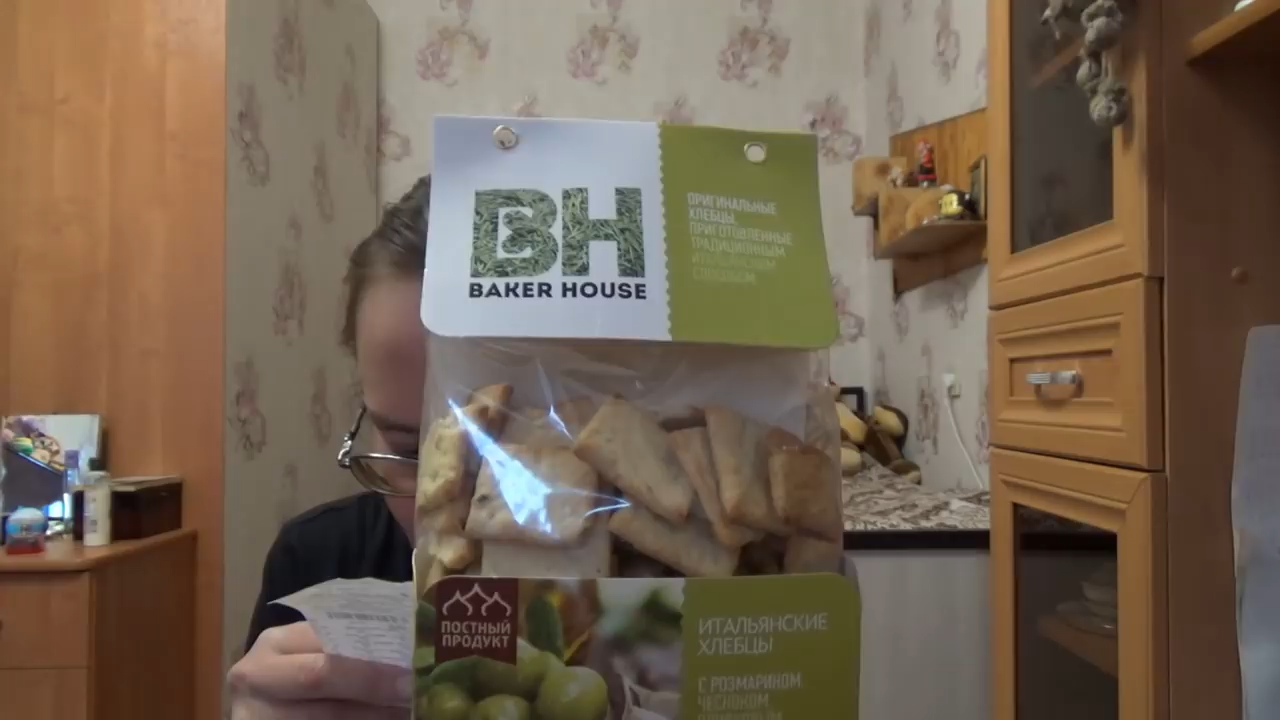 BH
BAKER HOUSE
ОРИГИНАЛЬНЫЕ
ХЛЕБЦЫ,
ПРИГОТОВЛЕННЫЕ
ТРАДИЦИОННЫМ
ИТАЛЬЯНСКИМ
СПОСОБОМ
ПОСТНЫЙ
ПРОДУКТ
ИТАЛЬЯНСКИЕ
ХЛЕБЦЫ
С РОЗМАРИНОМ,
ЧЕСНОКОМ